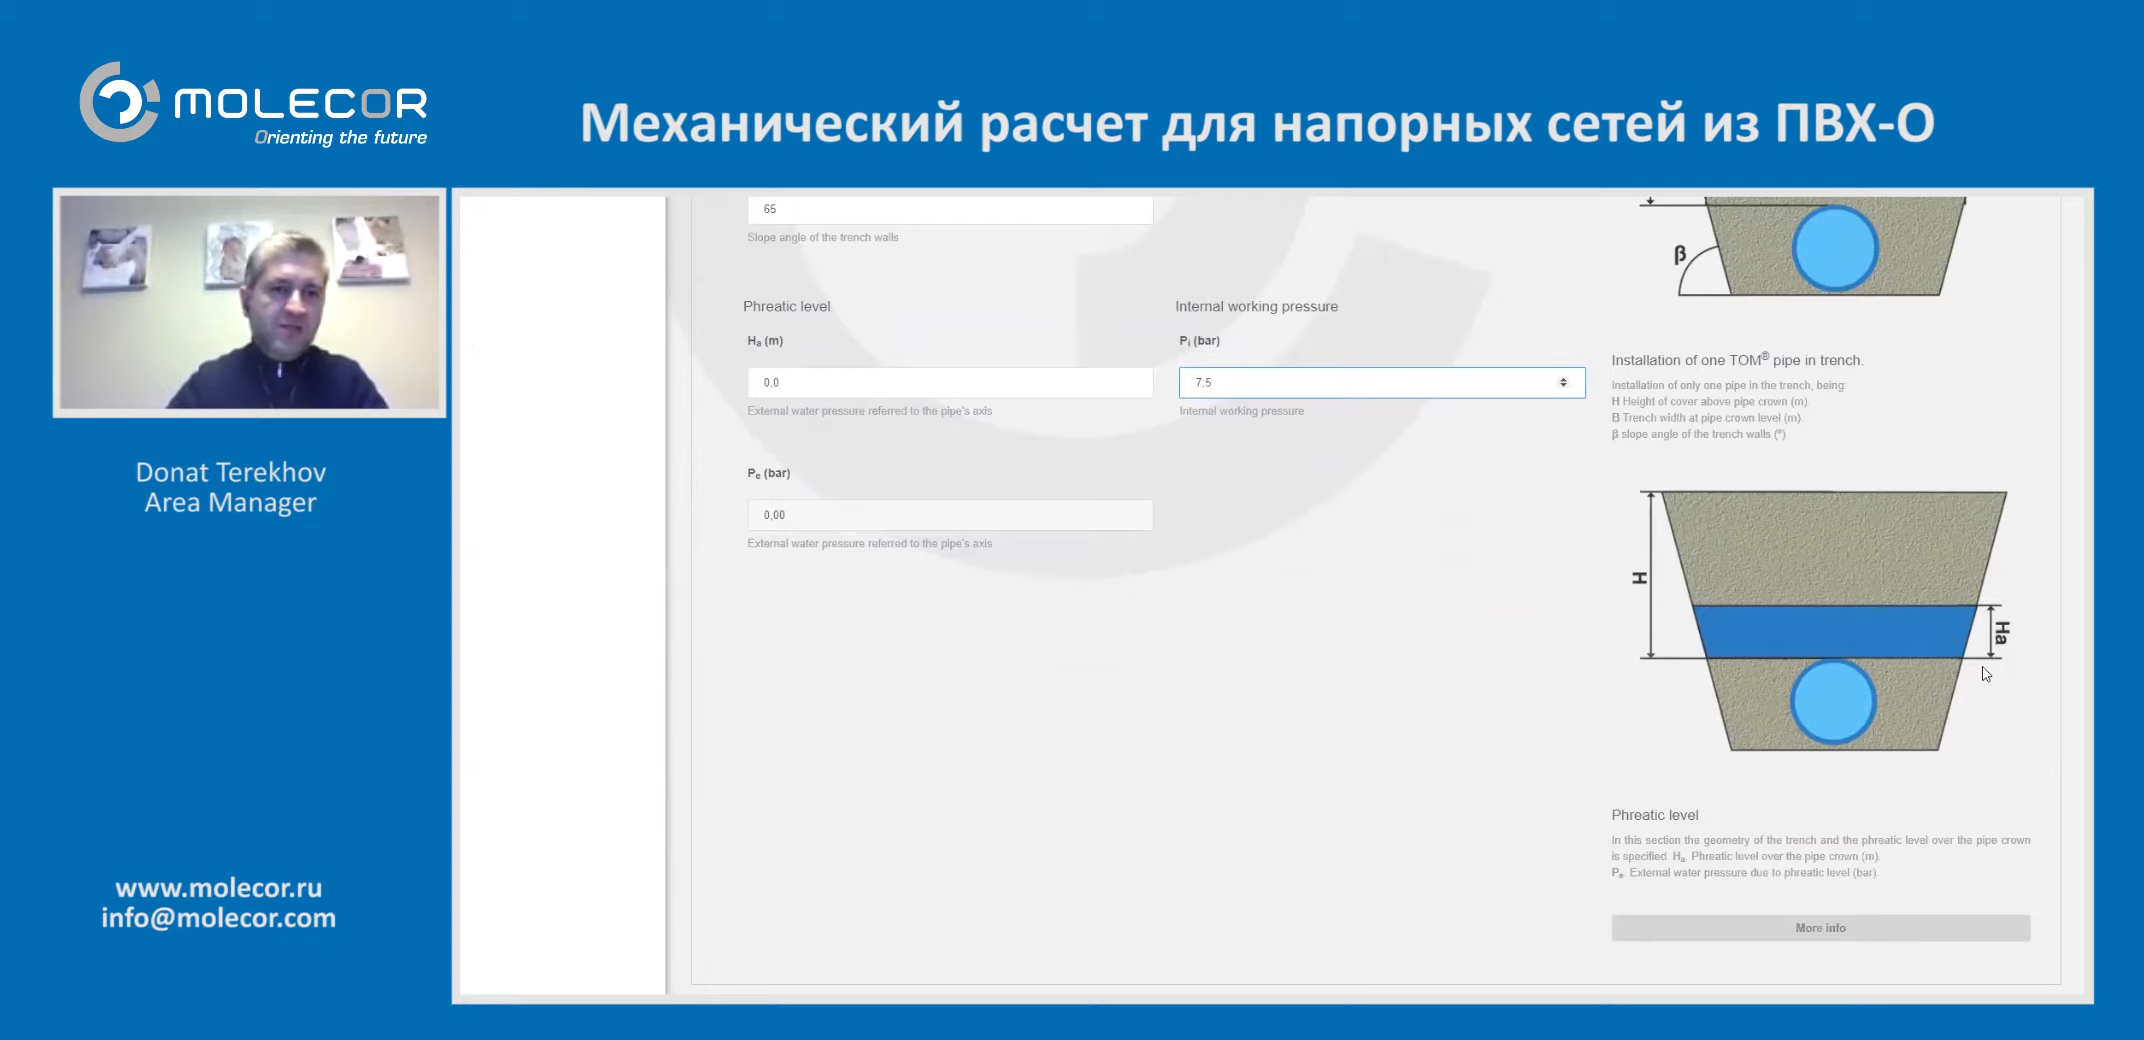 MOLECOR
Orienting the future
Механический расчет для напорных сетей из ПВХ-О
Donat Terekhov
Area Manager
www.molecor.ru
info@molecor.com
65
Slope angle of the trench walls
Phreatic level
Hₐ (m)
0,0
External water pressure referred to the pipe's axis
Pₑ (bar)
0,00
External water pressure referred to the pipe's axis
Internal working pressure
Pᵢ (bar)
7,5
Internal working pressure
β
Installation of one TOM® pipe in trench.
Installation of only one pipe in the trench, being:
H Height of cover above pipe crown (m).
B Trench width at pipe crown level (m).
β slope angle of the trench walls (º)
H
Ha
Phreatic level
In this section the geometry of the trench and the phreatic level over the pipe crown
is specified. Hₐ. Phreatic level over the pipe crown (m).
Pₑ. External water pressure due to phreatic level (bar).
More info